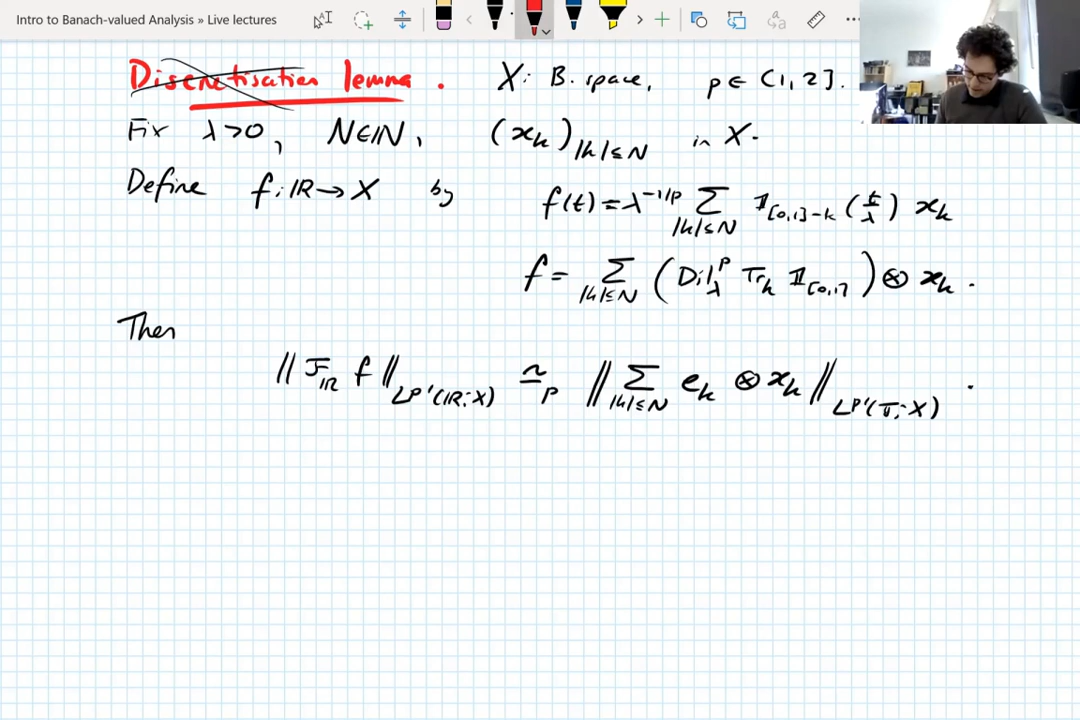 Intro to Banach-valued Analysis » Live lectures
Discretisation lemma. X: B. space, p ∈ (1,2].
Fix λ>0, N∈ℕ, (x_k)_{|k|≤N} in X.
Define f: ℝ→X by f(t) = λ^{-1/p} Σ_{|k|≤N} 𝟙_{[0,1]-k}(t/λ) x_k
f = Σ_{|k|≤N} (Dil_λ^p Tr_k 𝟙_{[0,1]}) ⊗ x_k.
Then
‖ℱ_ℝ f‖_{L^{p'}(ℝ;X)} ≃_p ‖Σ_{|k|≤N} e_k ⊗ x_k‖_{L^{p'}(𝕋;X)}.